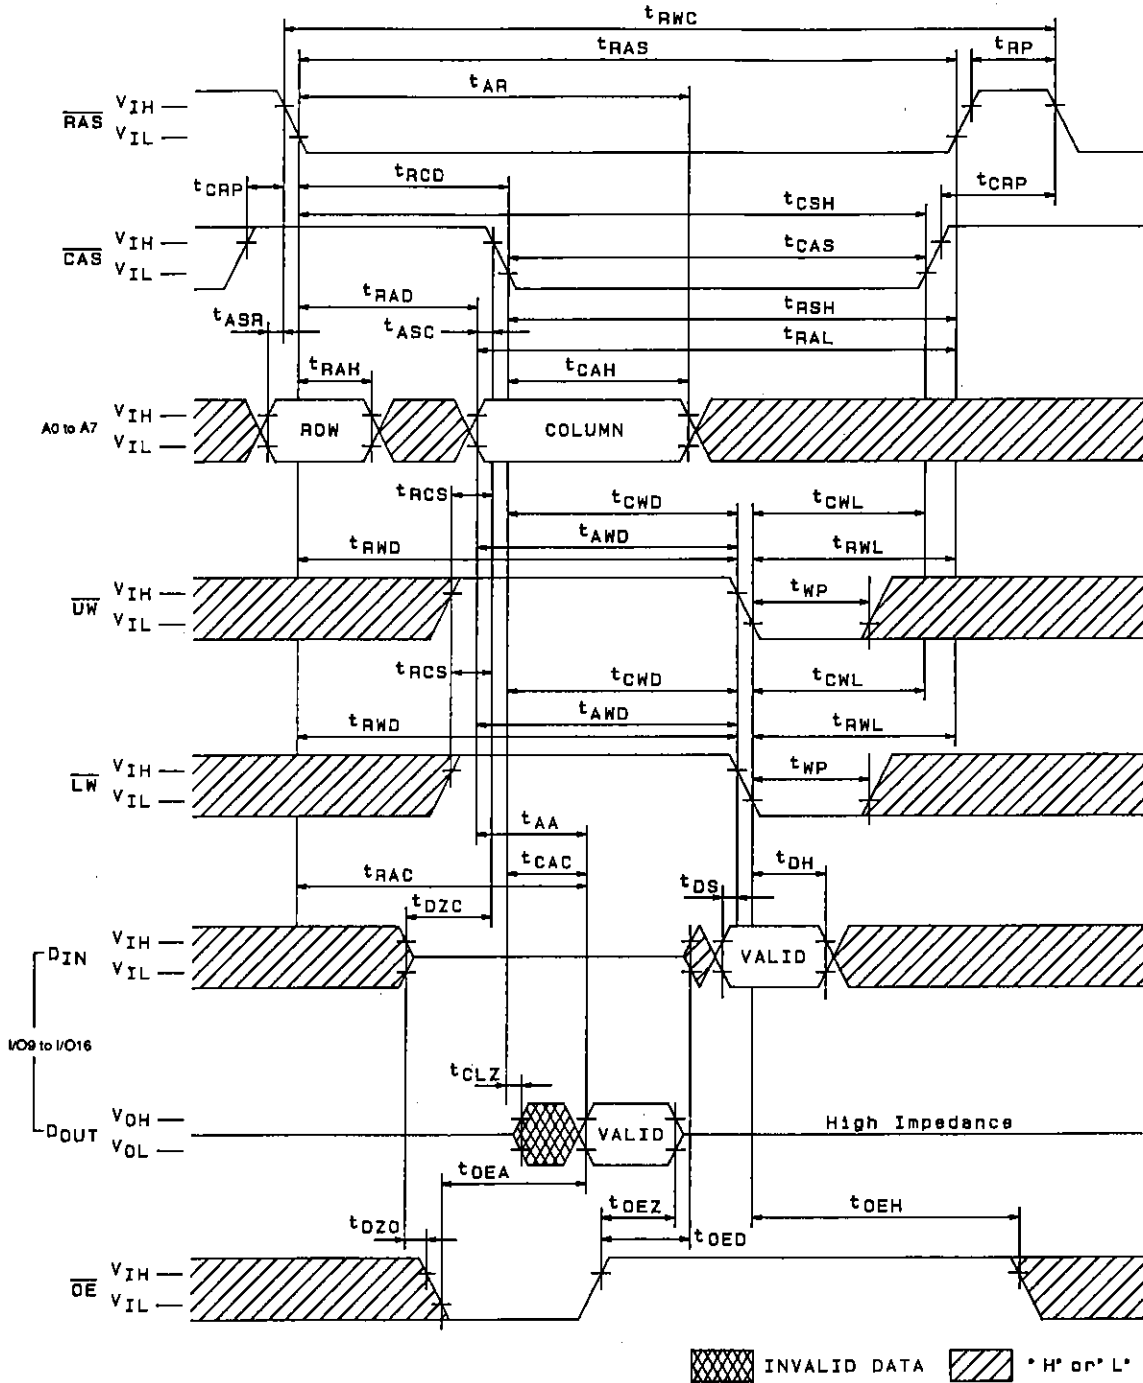 tRWC
tRAS
tRP
tAR
RAS VIH
VIL
tCRP
tRCD
tCRP
tCSH
CAS VIH
VIL
tCAS
tRAD
tRSH
tASR
tASC
tRAL
tRAH
tCAH
A0 to A7 VIH
VIL
ROW
COLUMN
tRCS
tCWD
tCWL
tAWD
tRWD
tRWL
UW VIH
VIL
tWP
tRCS
tCWD
tCWL
tAWD
tRWD
tRWL
LW VIH
VIL
tWP
tAA
tCAC
tDH
tRAC
tDS
tDZC
DIN VIH
VIL
VALID
I/O9 to I/O16
tCLZ
DOUT VOH
VOL
VALID
High Impedance
tOEA
tOEZ
tOEH
tDZO
tOED
OE VIH
VIL
INVALID DATA
"H" or "L"